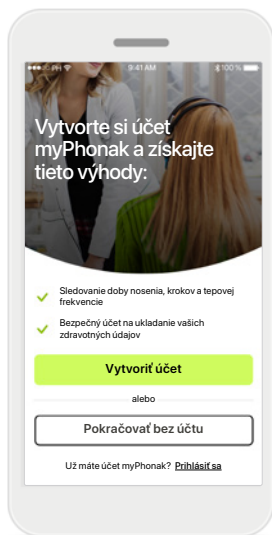 9:41 AM 100%
Vytvorte si účet
myPhonak a získajte
tieto výhody:
Sledovanie doby nosenia, krokov a tepovej
frekvencie
Bezpečný účet na ukladanie vašich
zdravotných údajov
Vytvoriť účet
alebo
Pokračovať bez účtu
Už máte účet myPhonak? Prihlásiť sa